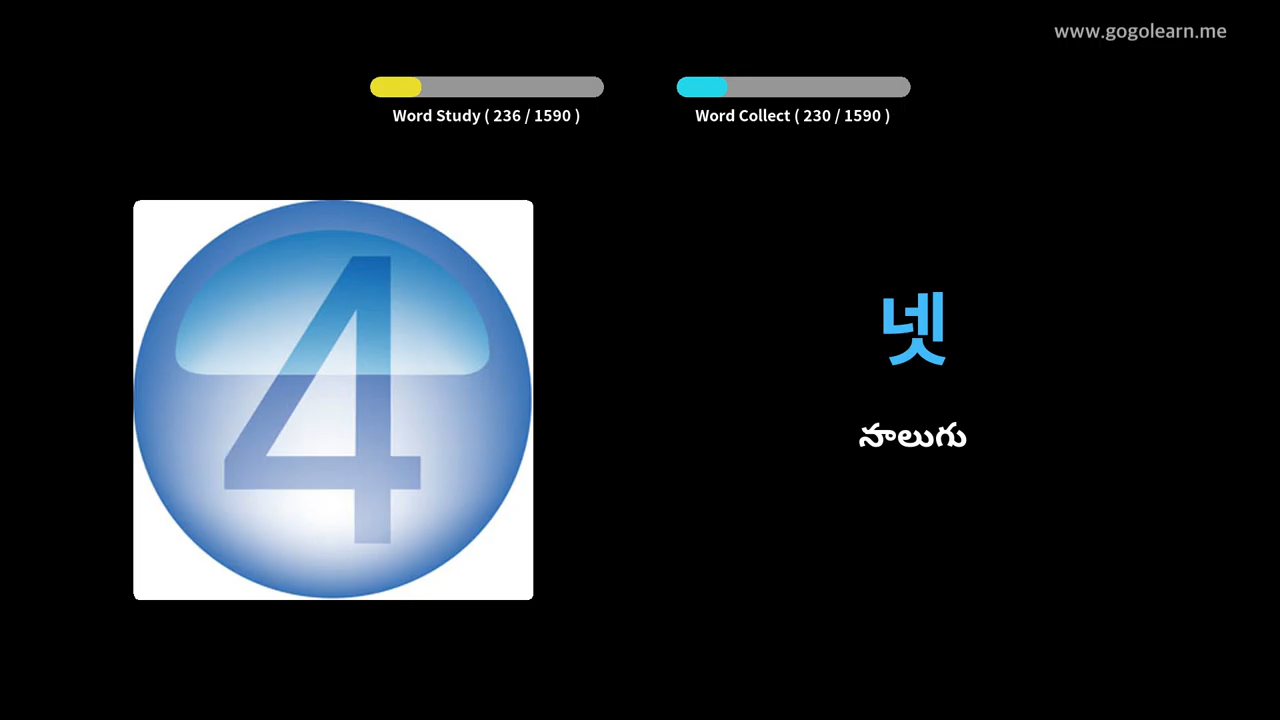 www.gogolearn.me
Word Study ( 236 / 1590 )
Word Collect ( 230 / 1590 )
4
넷
నాలుగు